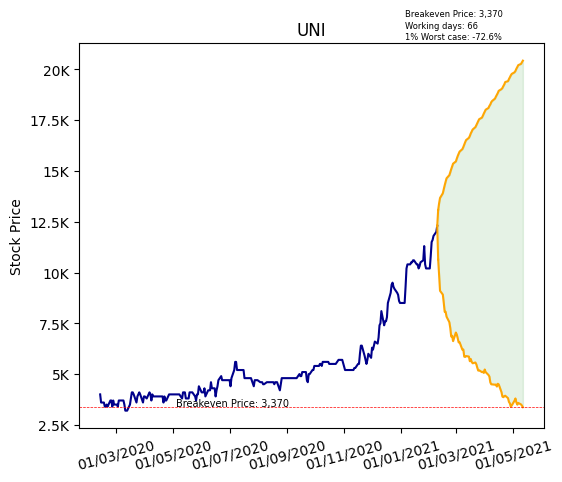 Breakeven Price: 3,370
Working days: 66
1% Worst case: -72.6%
UNI
Stock Price
20K
17.5K
15K
12.5K
10K
7.5K
5K
2.5K
Breakeven Price: 3,370
01/03/2020 01/05/2020 01/07/2020 01/09/2020 01/11/2020 01/01/2021 01/03/2021 01/05/2021